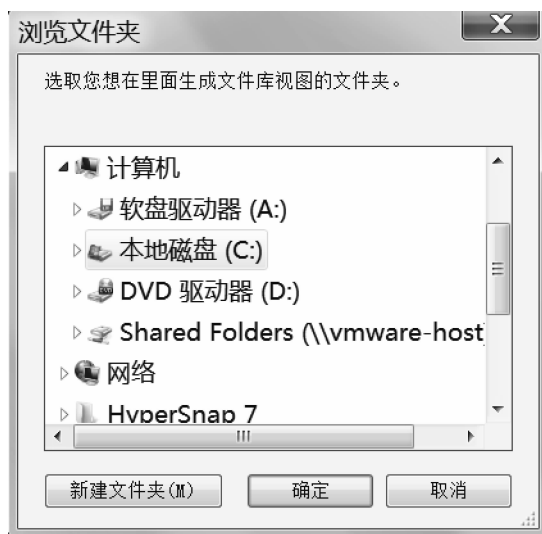 浏览文件夹
选取您想在里面生成文件库视图的文件夹。
计算机
软盘驱动器 (A:)
本地磁盘 (C:)
DVD 驱动器 (D:)
Shared Folders (\\vmware-host)
网络
HyperSnap 7
新建文件夹(M) 确定 取消